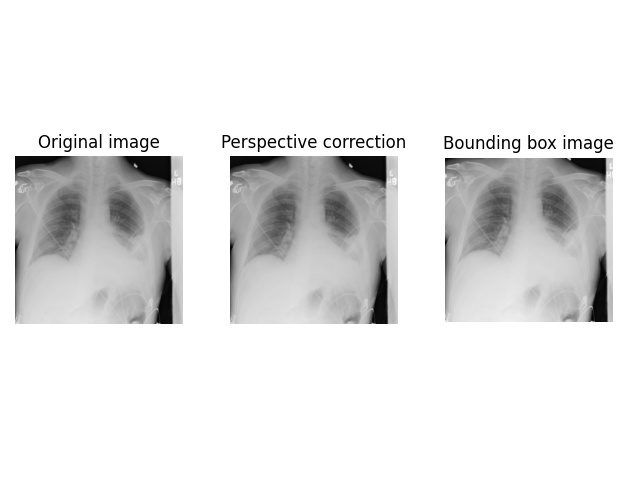 Original image
Perspective correction
Bounding box image
L